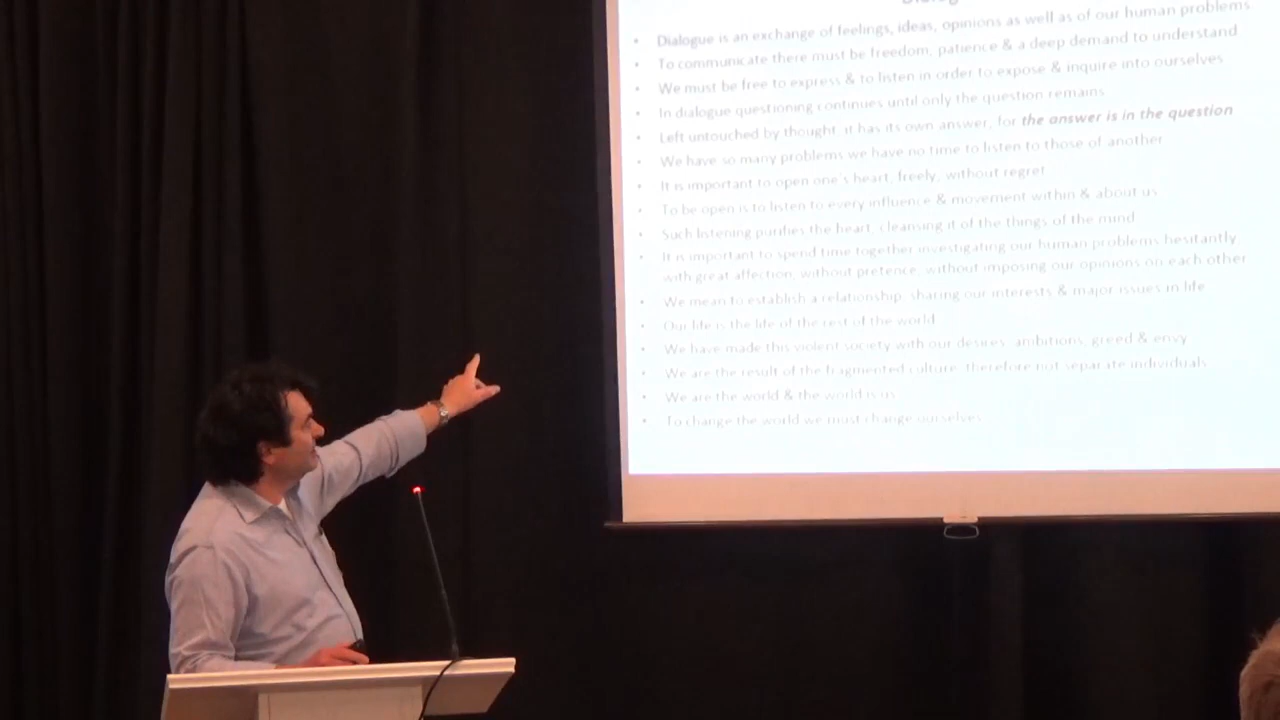 Dialog
• Dialogue is an exchange of feelings, ideas, opinions as well as of our human problems
• To communicate there must be freedom, patience & a deep demand to understand
• We must be free to express & to listen in order to expose & inquire into ourselves
• In dialogue questioning continues until only the question remains
• Left untouched by thought, it has its own answer, for the answer is in the question
• We have so many problems we have no time to listen to those of another
• It is important to open one's heart, freely, without regret
• To be open is to listen to every influence & movement within & about us
• Such listening purifies the heart, cleansing it of the things of the mind
• It is important to spend time together investigating our human problems hesitantly,
with great affection, without pretence, without imposing our opinions on each other
• We mean to establish a relationship, sharing our interests & major issues in life
• Our life is the life of the rest of the world
• We have made this violent society with our desires, ambitions, greed & envy
• We are the result of the fragmented culture, therefore not separate individuals
• We are the world & the world is us
• To change the world we must change ourselves